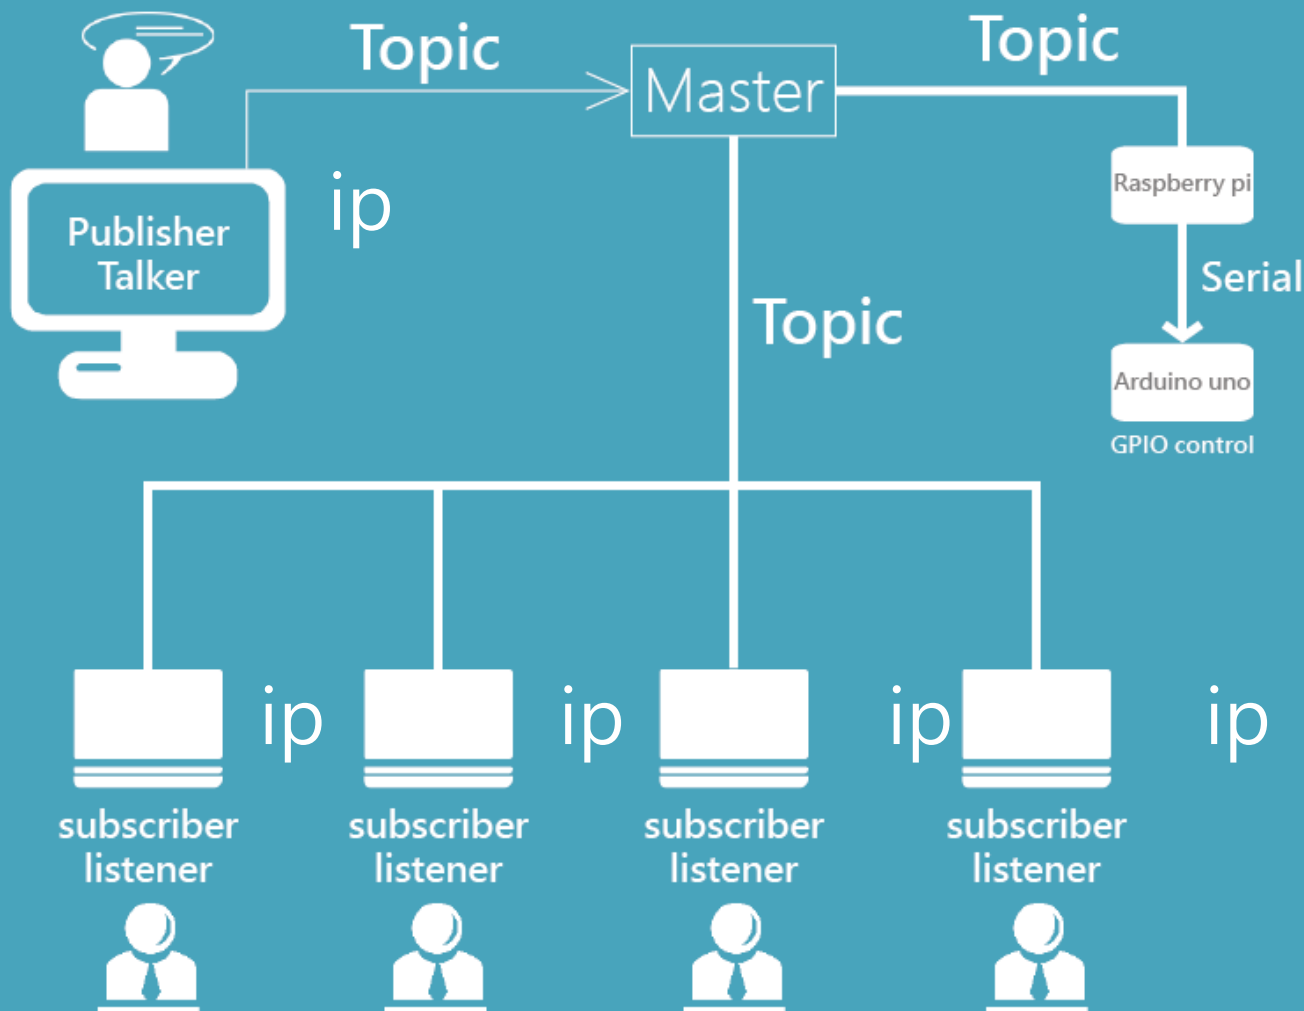 Topic
Topic
Master
Raspberry pi
ip
Publisher
Talker
Serial
Topic
Arduino uno
GPIO control
ip
ip
ip
ip
subscriber
listener
subscriber
listener
subscriber
listener
subscriber
listener